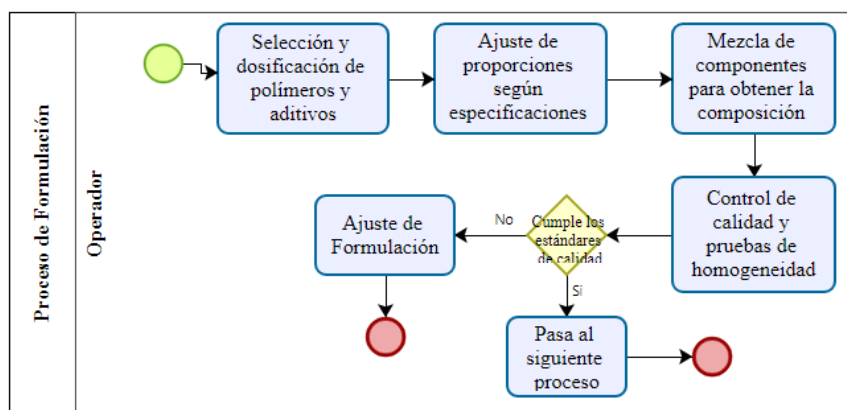 Proceso de Formulación
Operador
Selección y
dosificación de
polímeros y
aditivos
Ajuste de
proporciones
según
especificaciones
Mezcla de
componentes
para obtener la
composición
Control de
calidad y
pruebas de
homogeneidad
Cumple los
estándares
de calidad
No
Si
Ajuste de
Formulación
Pasa al
siguiente
proceso